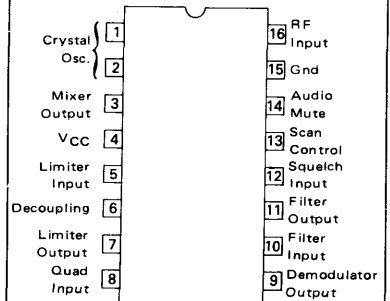 Crystal
Osc.
1
2
Mixer
Output
3
VCC
4
Limiter
Input
5
Decoupling
6
Limiter
Output
7
Quad
Input
8
16
RF
Input
15
Gnd
14
Audio
Mute
13
Scan
Control
12
Squelch
Input
11
Filter
Output
10
Filter
Input
9
Demodulator
Output